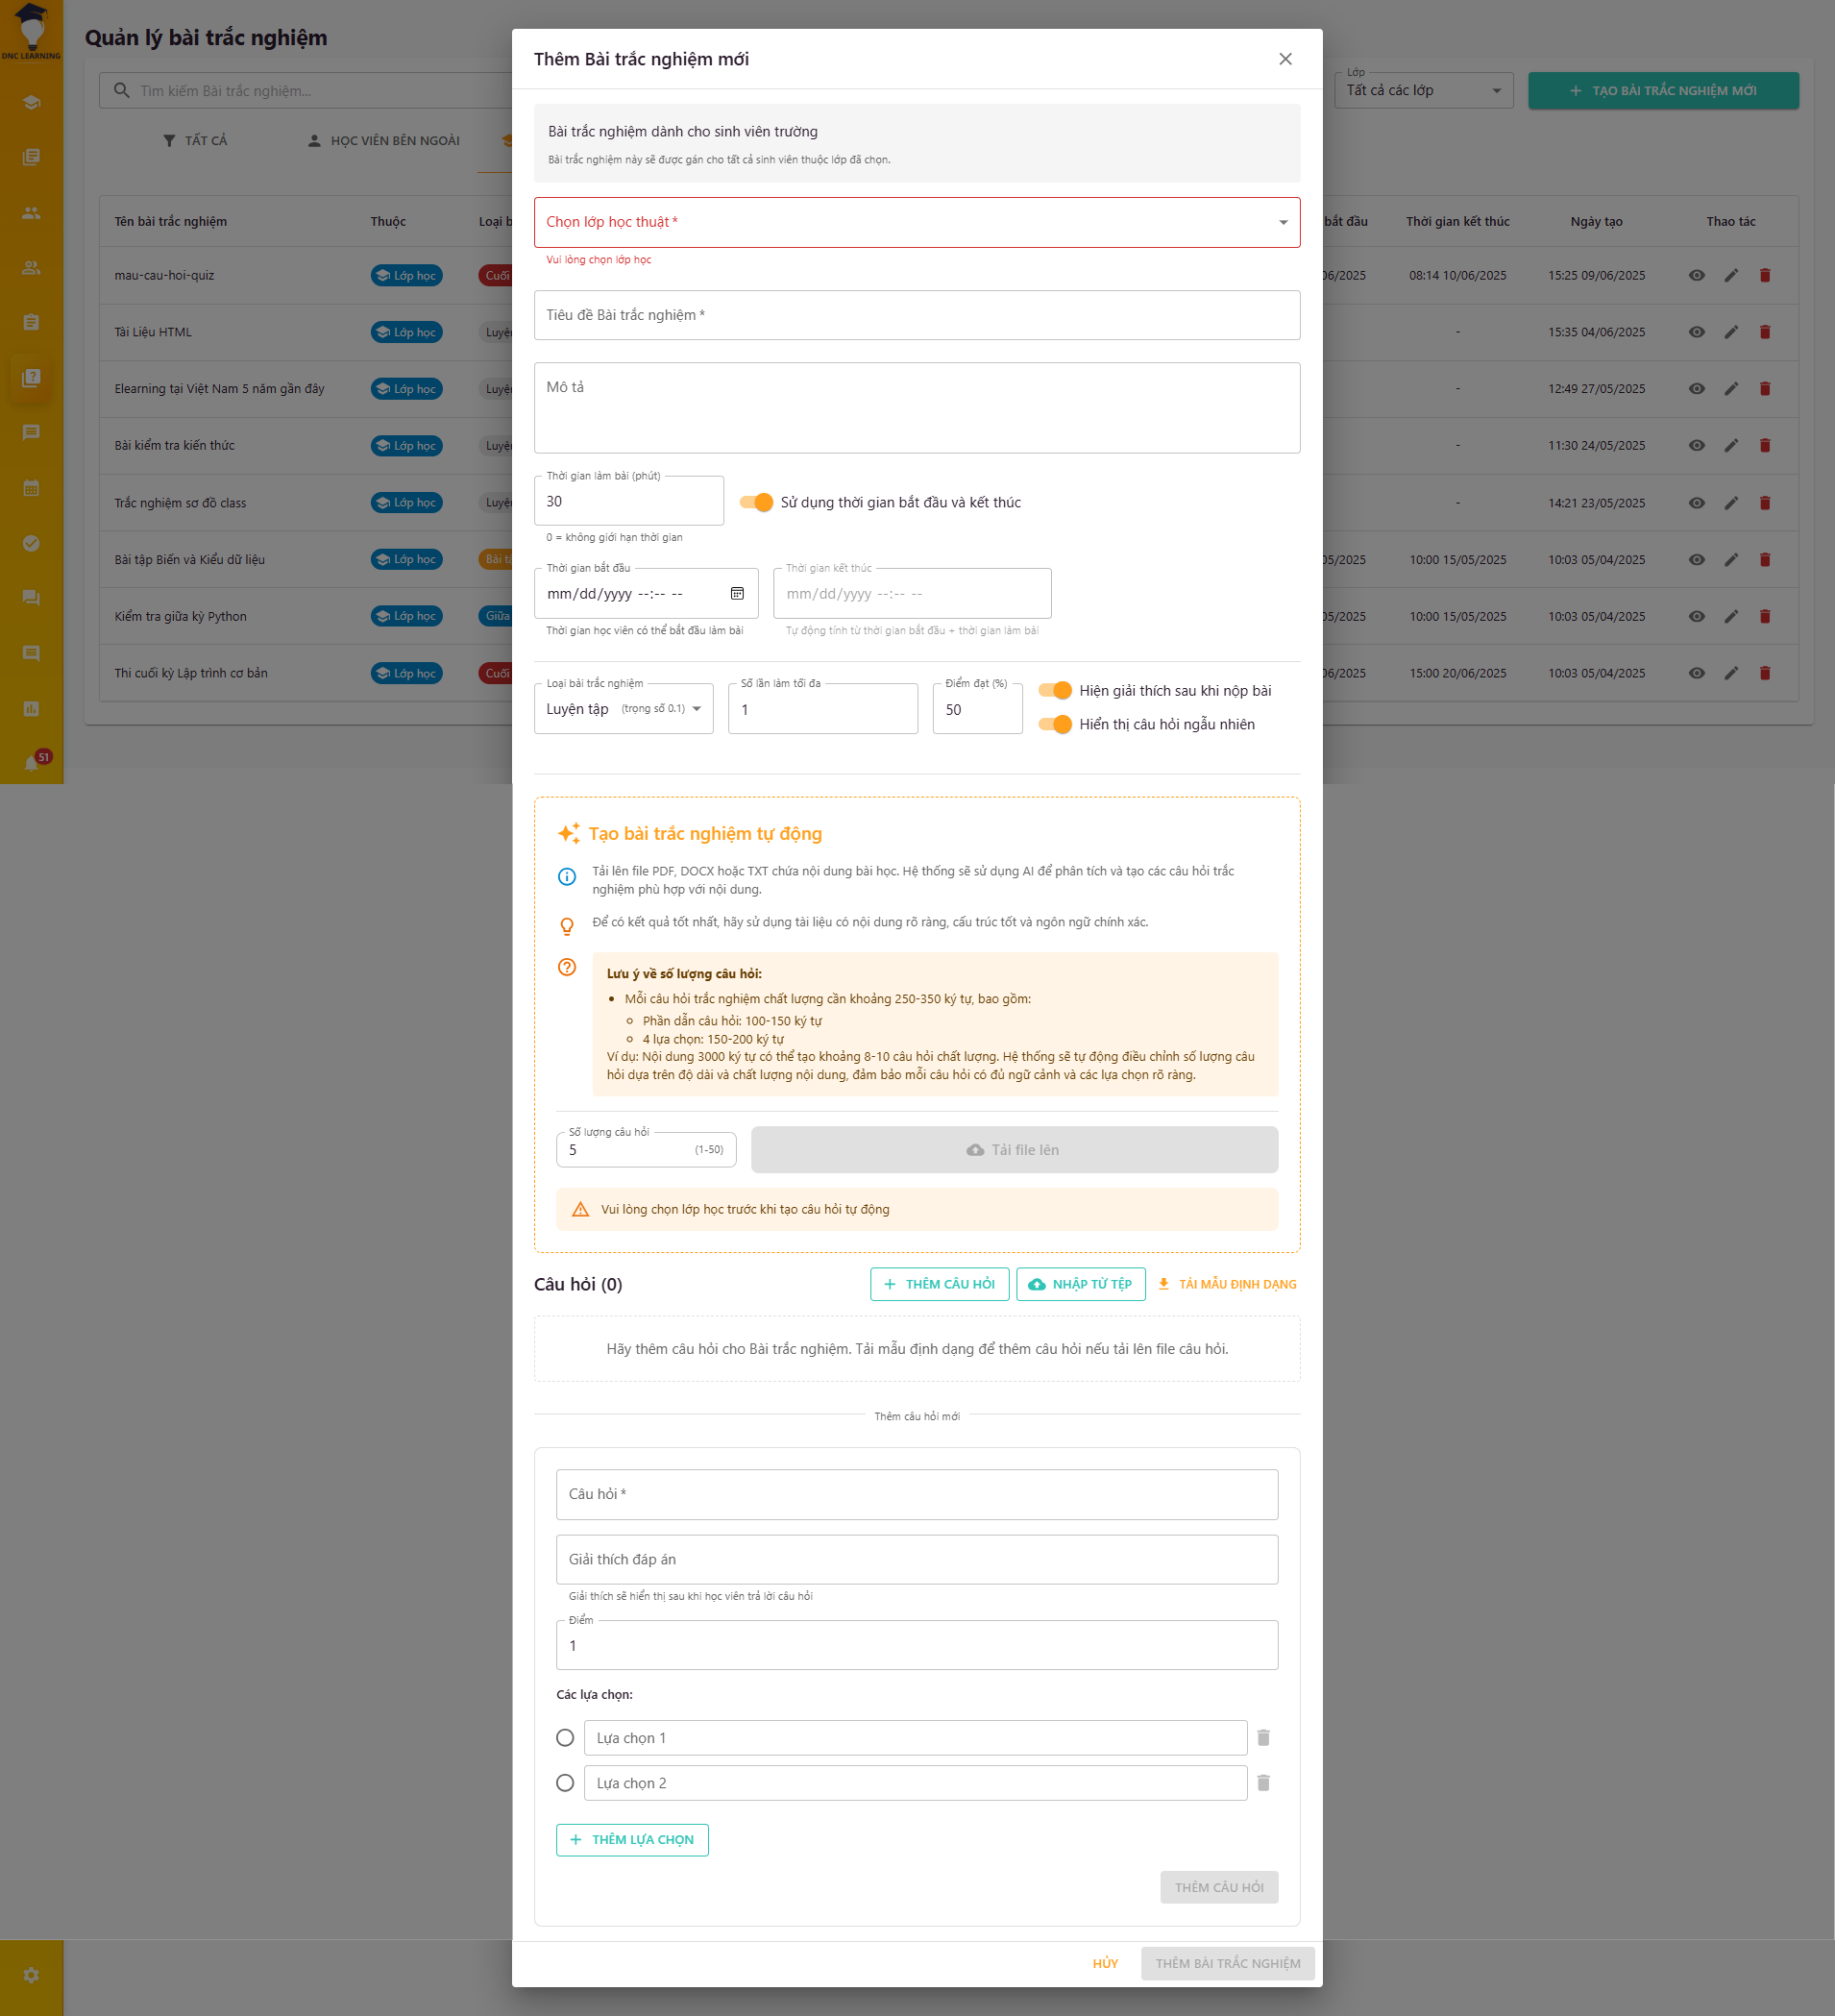 DNC LEARNING
Quản lý bài trắc nghiệm
Tìm kiếm Bài trắc nghiệm...
Lớp
Tất cả các lớp
TẠO BÀI TRẮC NGHIỆM MỚI
TẤT CẢ
HỌC VIÊN BÊN NGOÀI
Tên bài trắc nghiệm
Thuộc
Loại b
bắt đầu
Thời gian kết thúc
Ngày tạo
Thao tác
mau-cau-hoi-quiz
Lớp học
Cuối
06/2025
08:14 10/06/2025
15:25 09/06/2025
Tài Liệu HTML
Lớp học
Luyện
-
15:35 04/06/2025
Elearning tại Việt Nam 5 năm gần đây
Lớp học
Luyện
-
12:49 27/05/2025
Bài kiểm tra kiến thức
Lớp học
Luyện
-
11:30 24/05/2025
Trắc nghiệm sơ đồ class
Lớp học
Luyện
-
14:21 23/05/2025
Bài tập Biến và Kiểu dữ liệu
Lớp học
Bài tậ
05/2025
10:00 15/05/2025
10:03 05/04/2025
Kiểm tra giữa kỳ Python
Lớp học
Giữa
05/2025
10:00 15/05/2025
10:03 05/04/2025
Thi cuối kỳ Lập trình cơ bản
Lớp học
Cuối
06/2025
15:00 20/06/2025
10:03 05/04/2025
51
Thêm Bài trắc nghiệm mới
Bài trắc nghiệm dành cho sinh viên trường
Bài trắc nghiệm này sẽ được gán cho tất cả sinh viên thuộc lớp đã chọn.
Chọn lớp học thuật *
Vui lòng chọn lớp học
Tiêu đề Bài trắc nghiệm *
Mô tả
Thời gian làm bài (phút)
30
0 = không giới hạn thời gian
Sử dụng thời gian bắt đầu và kết thúc
Thời gian bắt đầu
mm/dd/yyyy --:-- --
Thời gian học viên có thể bắt đầu làm bài
Thời gian kết thúc
mm/dd/yyyy --:-- --
Tự động tính từ thời gian bắt đầu + thời gian làm bài
Loại bài trắc nghiệm
Luyện tập (trọng số 0.1)
Số lần làm tối đa
1
Điểm đạt (%)
50
Hiện giải thích sau khi nộp bài
Hiển thị câu hỏi ngẫu nhiên
Tạo bài trắc nghiệm tự động
Tải lên file PDF, DOCX hoặc TXT chứa nội dung bài học. Hệ thống sẽ sử dụng AI để phân tích và tạo các câu hỏi trắc
nghiệm phù hợp với nội dung.
Để có kết quả tốt nhất, hãy sử dụng tài liệu có nội dung rõ ràng, cấu trúc tốt và ngôn ngữ chính xác.
Lưu ý về số lượng câu hỏi:
Mỗi câu hỏi trắc nghiệm chất lượng cần khoảng 250-350 ký tự, bao gồm:
Phần dẫn câu hỏi: 100-150 ký tự
4 lựa chọn: 150-200 ký tự
Ví dụ: Nội dung 3000 ký tự có thể tạo khoảng 8-10 câu hỏi chất lượng. Hệ thống sẽ tự động điều chỉnh số lượng câu
hỏi dựa trên độ dài và chất lượng nội dung, đảm bảo mỗi câu hỏi có đủ ngữ cảnh và các lựa chọn rõ ràng.
Số lượng câu hỏi
5 (1-50)
Tải file lên
Vui lòng chọn lớp học trước khi tạo câu hỏi tự động
Câu hỏi (0)
THÊM CÂU HỎI
NHẬP TỪ TỆP
TẢI MẪU ĐỊNH DẠNG
Hãy thêm câu hỏi cho Bài trắc nghiệm. Tải mẫu định dạng để thêm câu hỏi nếu tải lên file câu hỏi.
Thêm câu hỏi mới
Câu hỏi *
Giải thích đáp án
Giải thích sẽ hiển thị sau khi học viên trả lời câu hỏi
Điểm
1
Các lựa chọn:
Lựa chọn 1
Lựa chọn 2
THÊM LỰA CHỌN
THÊM CÂU HỎI
HỦY
THÊM BÀI TRẮC NGHIỆM